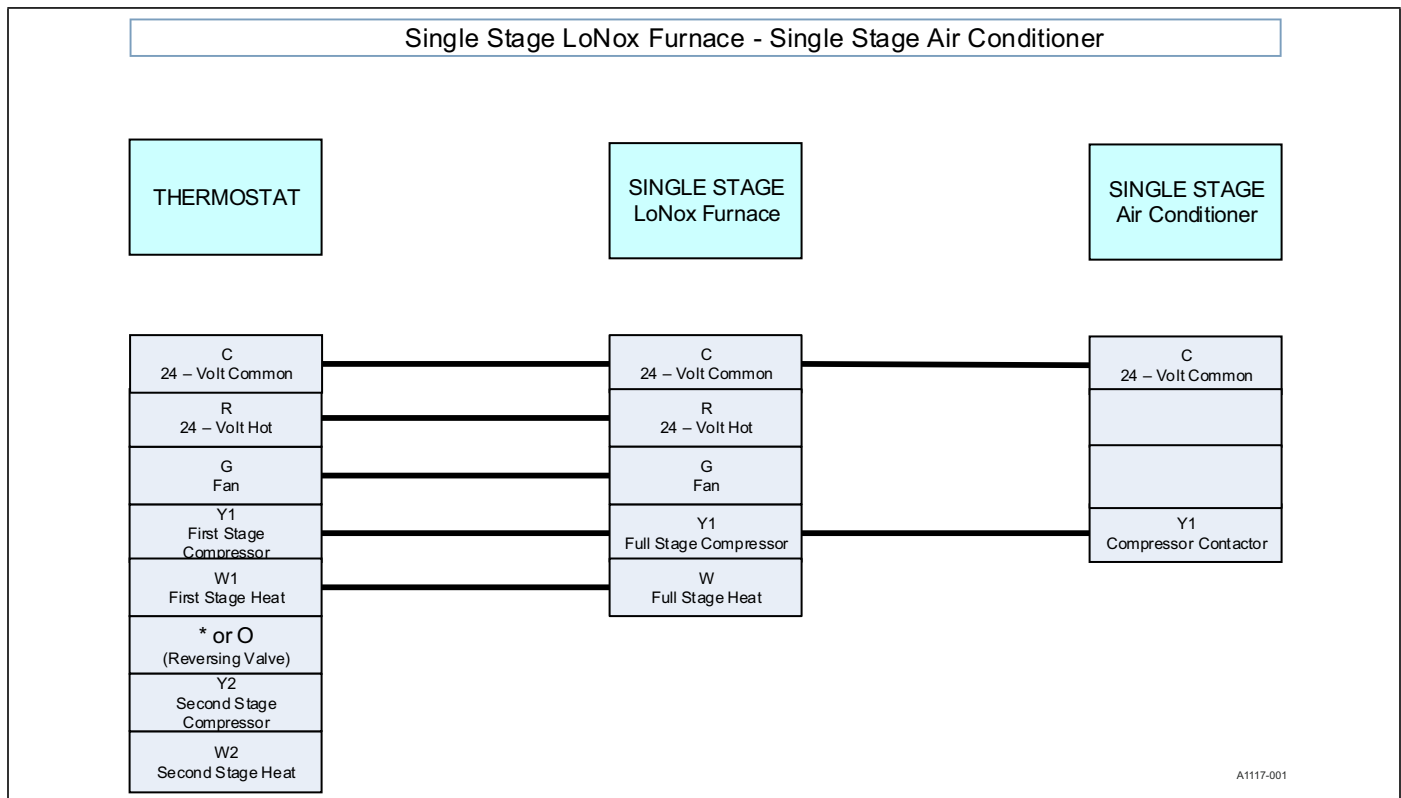 Single Stage LoNox Furnace - Single Stage Air Conditioner
THERMOSTAT
SINGLE STAGE
LoNox Furnace
SINGLE STAGE
Air Conditioner
C
24 – Volt Common
R
24 – Volt Hot
G
Fan
Y1
First Stage
Compressor
W1
First Stage Heat
* or O
(Reversing Valve)
Y2
Second Stage
Compressor
W2
Second Stage Heat
C
24 – Volt Common
R
24 – Volt Hot
G
Fan
Y1
Full Stage Compressor
W
Full Stage Heat
C
24 – Volt Common
Y1
Compressor Contactor
A1117-001